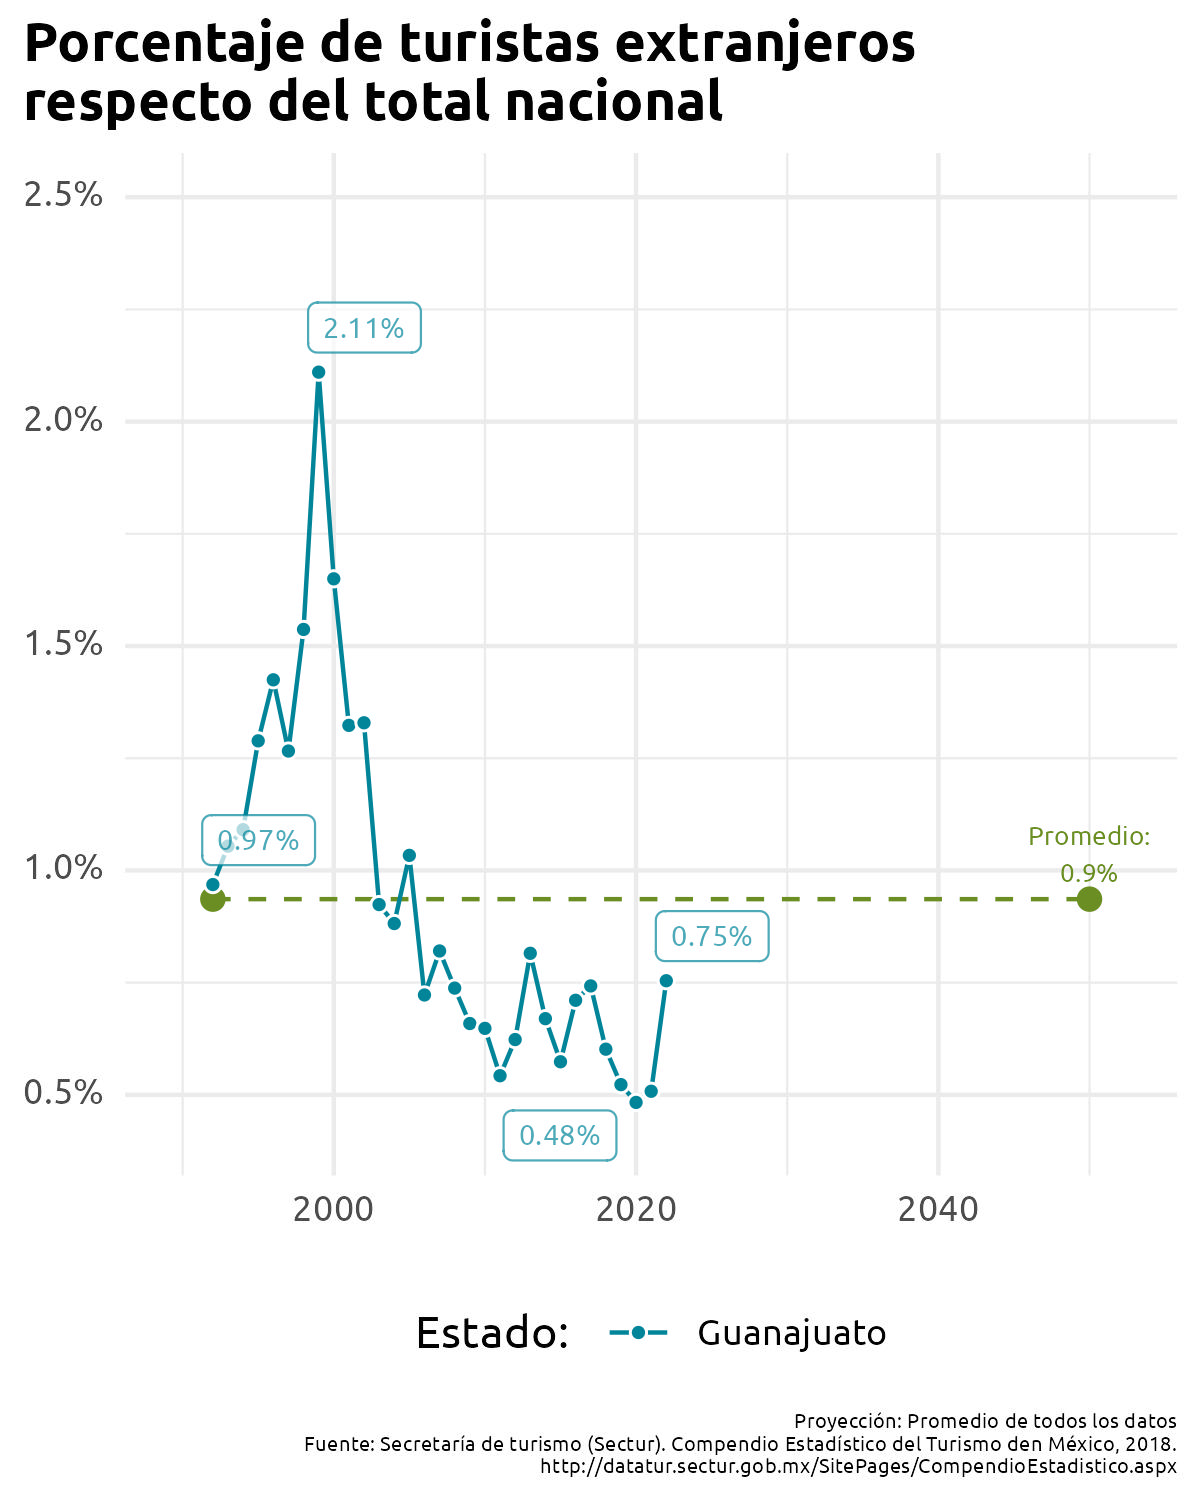 Porcentaje de turistas extranjeros
respecto del total nacional
2.5%
2.11%
2.0%
1.5%
0.97%
Promedio:
1.0%
0.9%
0.75%
0.5%
0.48%
2000 2020 2040
Estado: Guanajuato
Proyección: Promedio de todos los datos
Fuente: Secretaría de turismo (Sectur). Compendio Estadístico del Turismo den México, 2018.
http://datatur.sectur.gob.mx/SitePages/CompendioEstadistico.aspx